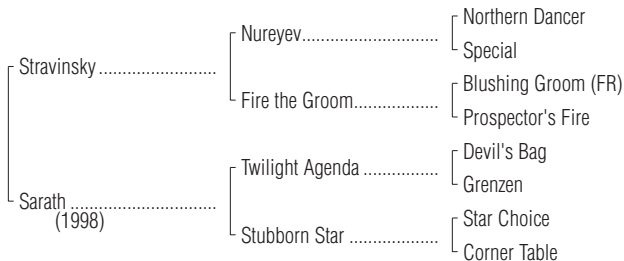 Northern Dancer
Nureyev
Special
Stravinsky
Blushing Groom (FR)
Fire the Groom
Prospector's Fire
Devil's Bag
Twilight Agenda
Grenzen
Sarath
(1998)
Star Choice
Stubborn Star
Corner Table